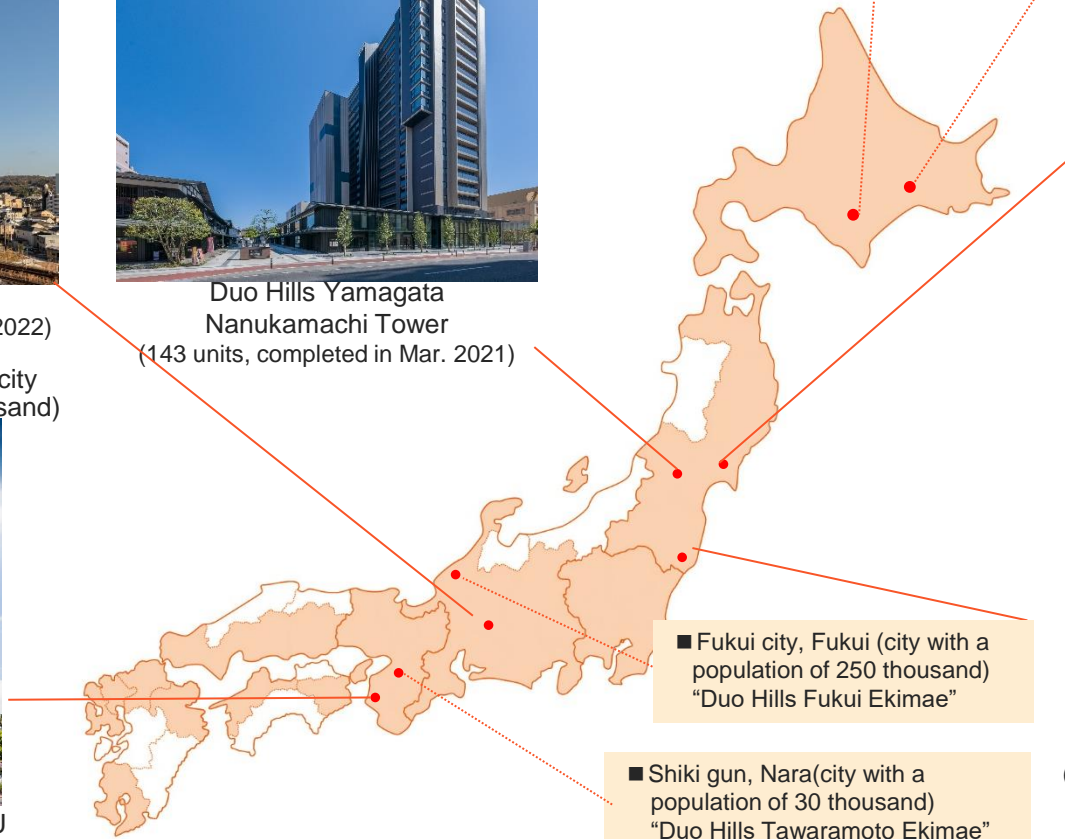 Duo Hills Yamagata
Nanukamachi Tower
(143 units, completed in Mar. 2021)
2022)
city
sand)
■ Fukui city, Fukui (city with a
population of 250 thousand)
“Duo Hills Fukui Ekimae”
■ Shiki gun, Nara(city with a
population of 30 thousand)
“Duo Hills Tawaramoto Ekimae”
(